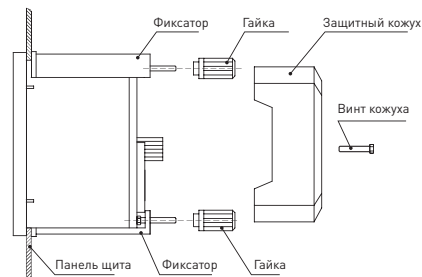 Фиксатор
Гайка
Защитный кожух
Винт кожуха
Панель щита
Фиксатор
Гайка